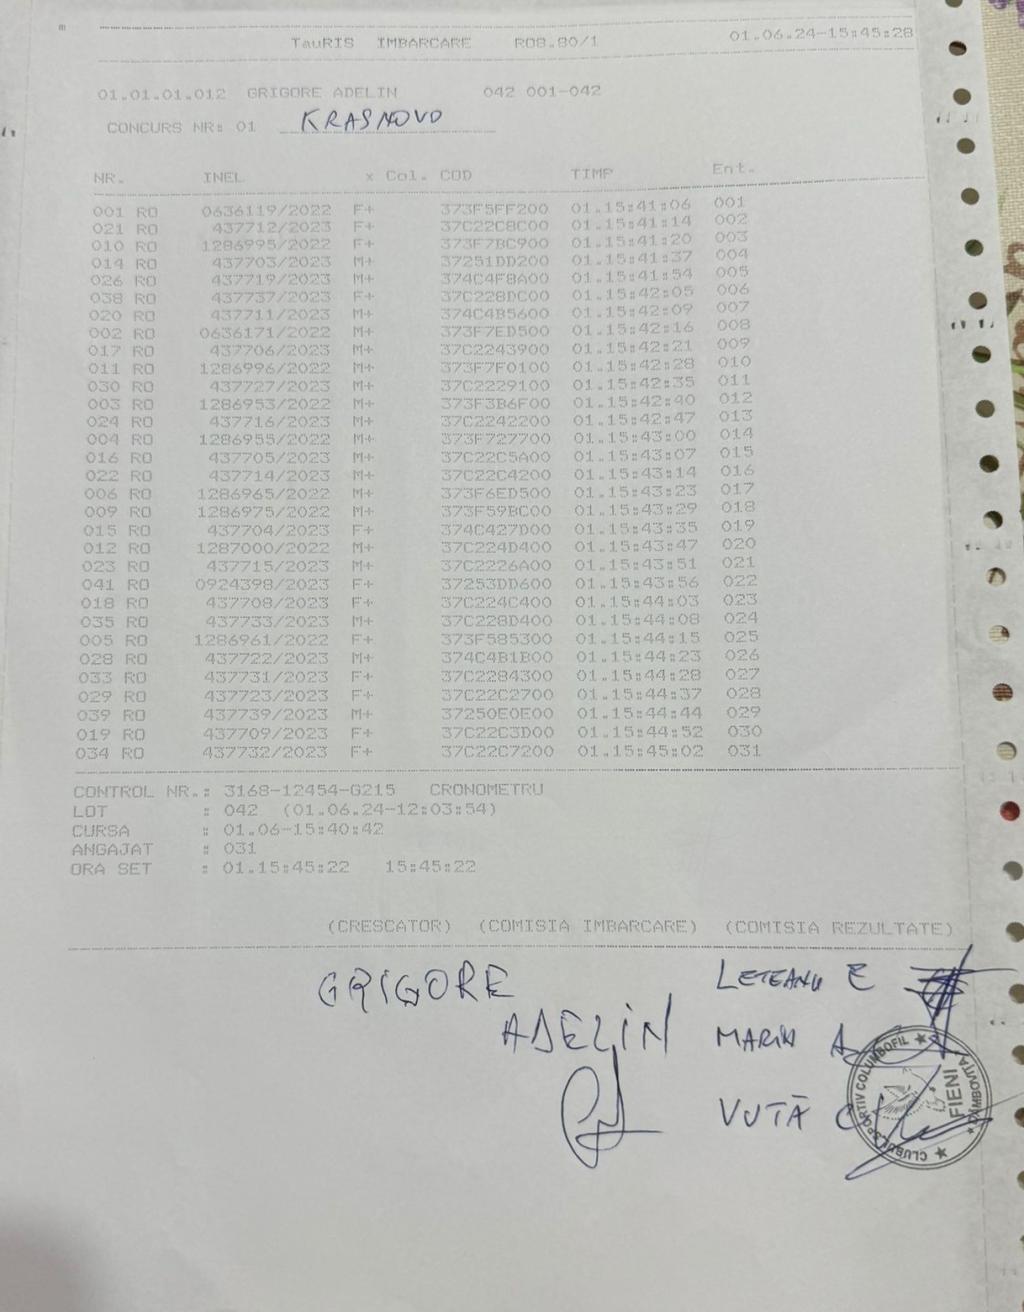 TauRIS IMBARCARE R08.80/1 01.06.24-15:45:28
01.01.01.012 GRIGORE ADELIN 042 001-042
CONCURS NR: 01 KRASNOVO
NR. INEL x Col. COD TIMP Ent.
001 RO 0636119/2022 F+ 373F5FF200 01.15:41:06 001
021 RO 437712/2023 F+ 37C22C8C00 01.15:41:14 002
010 RO 1286995/2022 F+ 373F7BC900 01.15:41:20 003
014 RO 437703/2023 M+ 37251DD200 01.15:41:37 004
026 RO 437719/2023 M+ 374C4F8A00 01.15:41:54 005
038 RO 437737/2023 F+ 37C228DC00 01.15:42:05 006
020 RO 437711/2023 M+ 374C4B5600 01.15:42:09 007
002 RO 0636171/2022 M+ 373F7ED500 01.15:42:16 008
017 RO 437706/2023 M+ 37C2243900 01.15:42:21 009
011 RO 1286996/2022 M+ 373F7F0100 01.15:42:28 010
030 RO 437727/2023 M+ 37C2229100 01.15:42:35 011
003 RO 1286953/2022 M+ 373F3B6F00 01.15:42:40 012
024 RO 437716/2023 M+ 37C2242200 01.15:42:47 013
004 RO 1286955/2022 M+ 373F727700 01.15:43:00 014
016 RO 437705/2023 M+ 37C22C5A00 01.15:43:07 015
022 RO 437714/2023 M+ 37C22C4200 01.15:43:14 016
006 RO 1286965/2022 M+ 373F6ED500 01.15:43:23 017
009 RO 1286975/2022 M+ 373F59BC00 01.15:43:29 018
015 RO 437704/2023 F+ 374C427D00 01.15:43:35 019
012 RO 1287000/2022 M+ 37C224D400 01.15:43:47 020
023 RO 437715/2023 M+ 37C2226A00 01.15:43:51 021
041 RO 0924398/2023 F+ 37253DD600 01.15:43:56 022
018 RO 437708/2023 F+ 37C224C400 01.15:44:03 023
035 RO 437733/2023 M+ 37C228D400 01.15:44:08 024
005 RO 1286961/2022 F+ 373F585300 01.15:44:15 025
028 RO 437722/2023 M+ 374C4B1B00 01.15:44:23 026
033 RO 437731/2023 F+ 37C2284300 01.15:44:28 027
029 RO 437723/2023 F+ 37C22C2700 01.15:44:37 028
039 RO 437739/2023 M+ 37250E0E00 01.15:44:44 029
019 RO 437709/2023 F+ 37C22C3D00 01.15:44:52 030
034 RO 437732/2023 F+ 37C22C7200 01.15:45:02 031
CONTROL NR.: 3168-12454-G215 CRONOMETRU
LOT : 042 (01.06.24-12:03:54)
CURSA : 01.06-15:40:42
ANGAJAT : 031
ORA SET : 01.15:45:22 15:45:22
(CRESCATOR) (COMISIA IMBARCARE) (COMISIA REZULTATE)
GRIGORE
ADELIN
LETEANU E
MARIN A
VUTĂ C
CLUBUL SPORTIV COLUMBOFIL
FIENI
DAMBOVITA